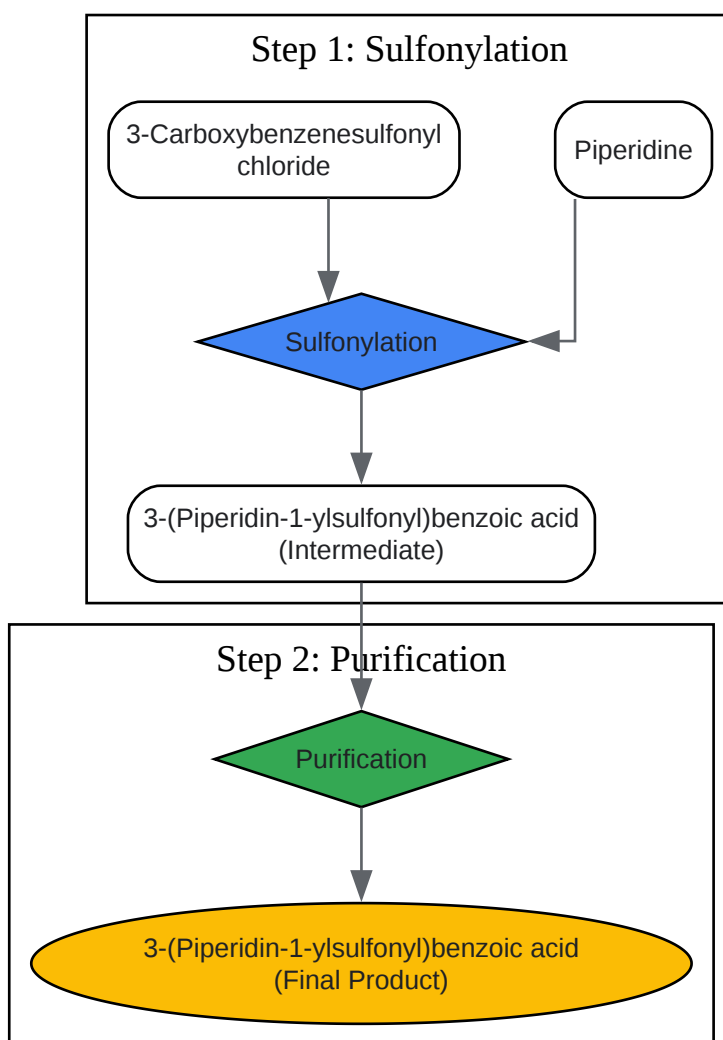 Step 1: Sulfonylation
3-Carboxybenzenesulfonyl
chloride
Piperidine
Sulfonylation
3-(Piperidin-1-ylsulfonyl)benzoic acid
(Intermediate)
Step 2: Purification
Purification
3-(Piperidin-1-ylsulfonyl)benzoic acid
(Final Product)